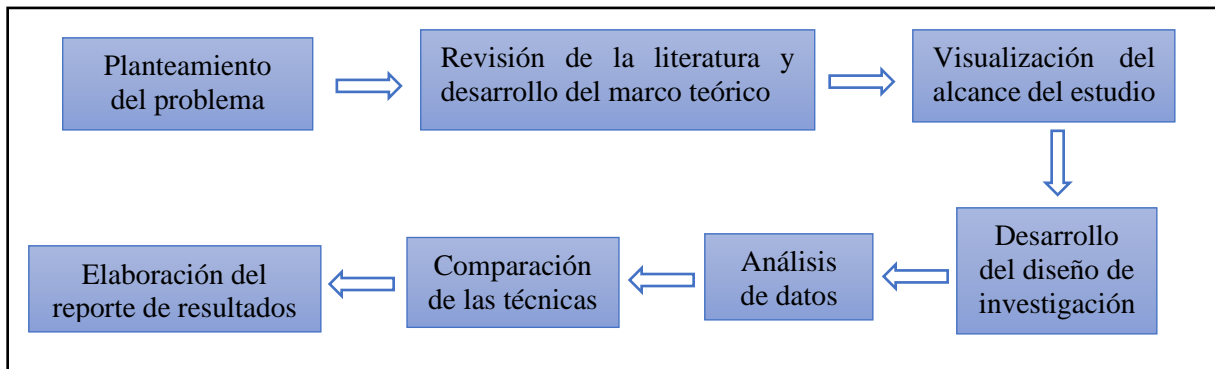 Planteamiento
del problema
Revisión de la literatura y
desarrollo del marco teórico
Visualización del
alcance del estudio
Desarrollo
del diseño de
investigación
Análisis
de datos
Comparación
de las técnicas
Elaboración del
reporte de resultados